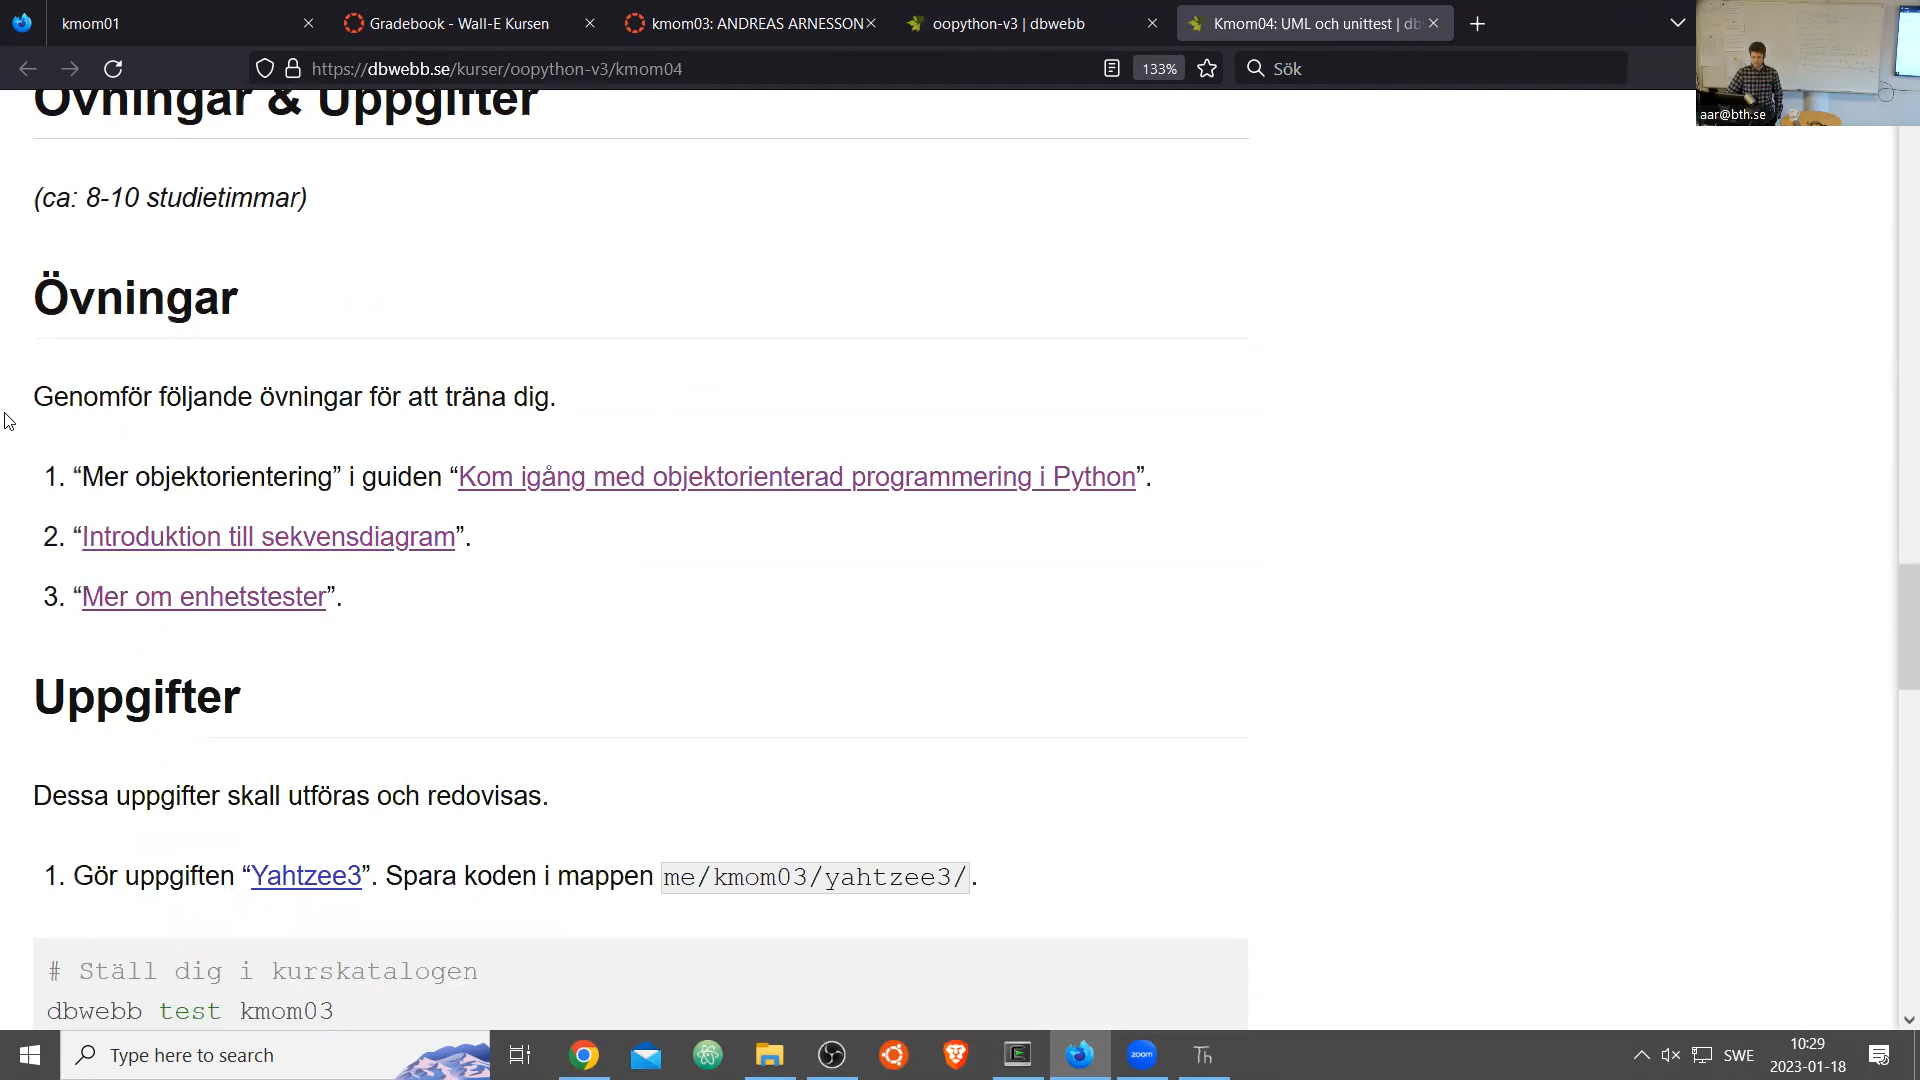 kmom01
Gradebook - Wall-E Kursen
kmom03: ANDREAS ARNESSON
oopython-v3 | dbwebb
Kmom04: UML och unittest | db
https://dbwebb.se/kurser/oopython-v3/kmom04
133%
Sök
aar@bth.se
Övningar & Uppgifter
(ca: 8-10 studietimmar)
Övningar
Genomför följande övningar för att träna dig.
1. “Mer objektorientering” i guiden “Kom igång med objektorienterad programmering i Python”.
2. “Introduktion till sekvensdiagram”.
3. “Mer om enhetstester”.
Uppgifter
Dessa uppgifter skall utföras och redovisas.
1. Gör uppgiften “Yahtzee3”. Spara koden i mappen me/kmom03/yahtzee3/.
# Ställ dig i kurskatalogen
dbwebb test kmom03
Type here to search
zoom
Th
SWE
10:29
2023-01-18